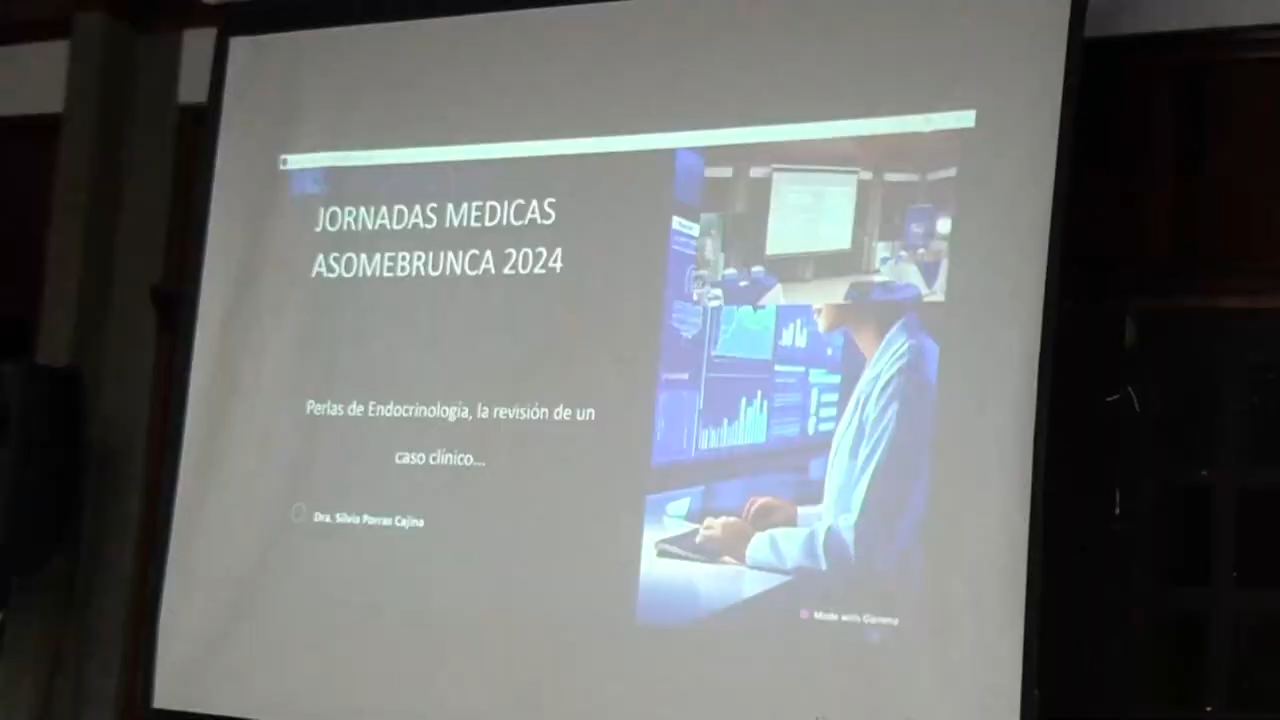 JORNADAS MEDICAS
ASOMEBRUNCA 2024
Perlas de Endocrinología, la revisión de un
caso clínico...
Dra. Silvia Porras Cajina
Made with Gamma